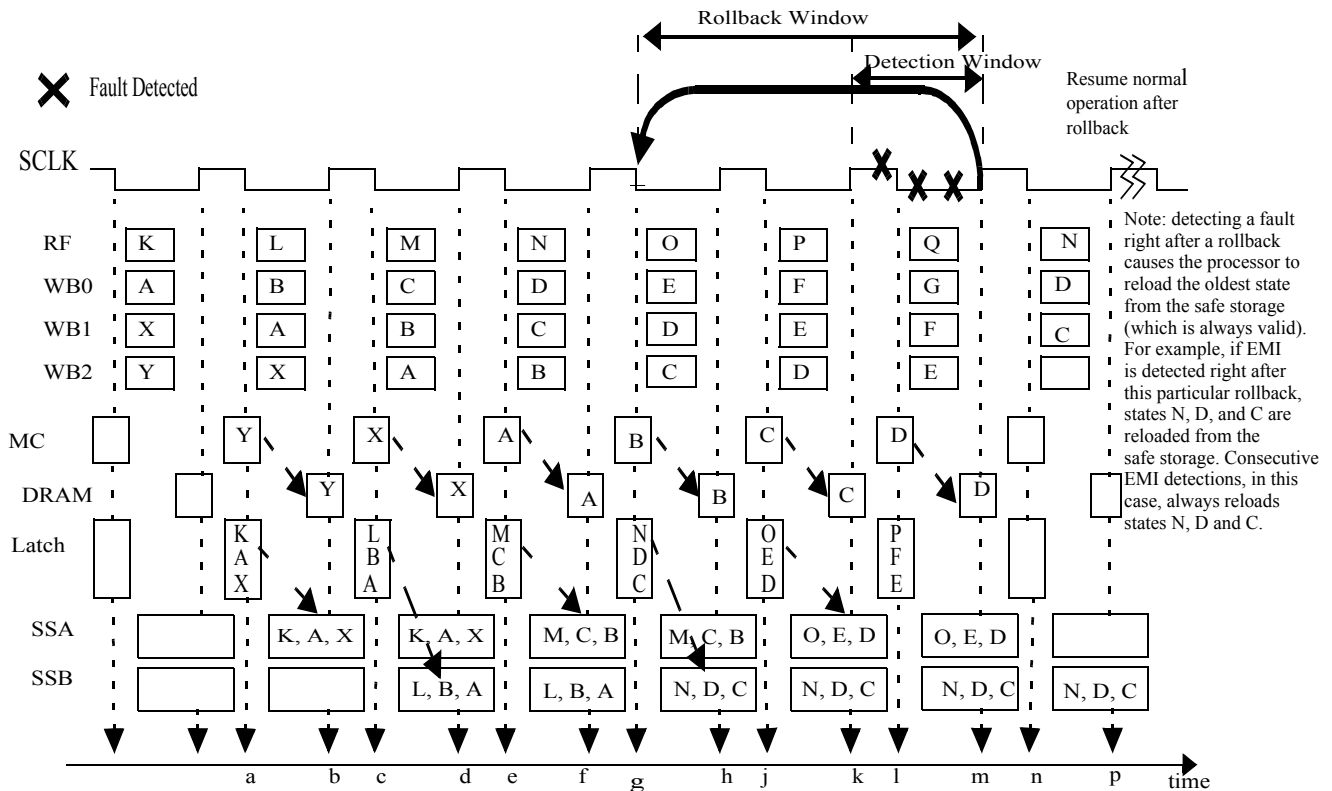 Rollback Window
Detection Window
Fault Detected
Resume normal
operation after
rollback
SCLK
RF K L M N O P Q N
WB0 A B C D E F G D
WB1 X A B C D E F C
WB2 Y X A B C D E
Note: detecting a fault
right after a rollback
causes the processor to
reload the oldest state
from the safe storage
(which is always valid).
For example, if EMI
is detected right after
this particular rollback,
states N, D, and C are
reloaded from the
safe storage. Consecutive
EMI detections, in this
case, always reloads
states N, D and C.
MC Y X A B C D
DRAM Y X A B C D
Latch
K A X
L B A
M C B
N D C
O E D
P F E
SSA K, A, X K, A, X M, C, B M, C, B O, E, D O, E, D
SSB L, B, A L, B, A N, D, C N, D, C N, D, C N, D, C
a b c d e f g h j k l m n p time